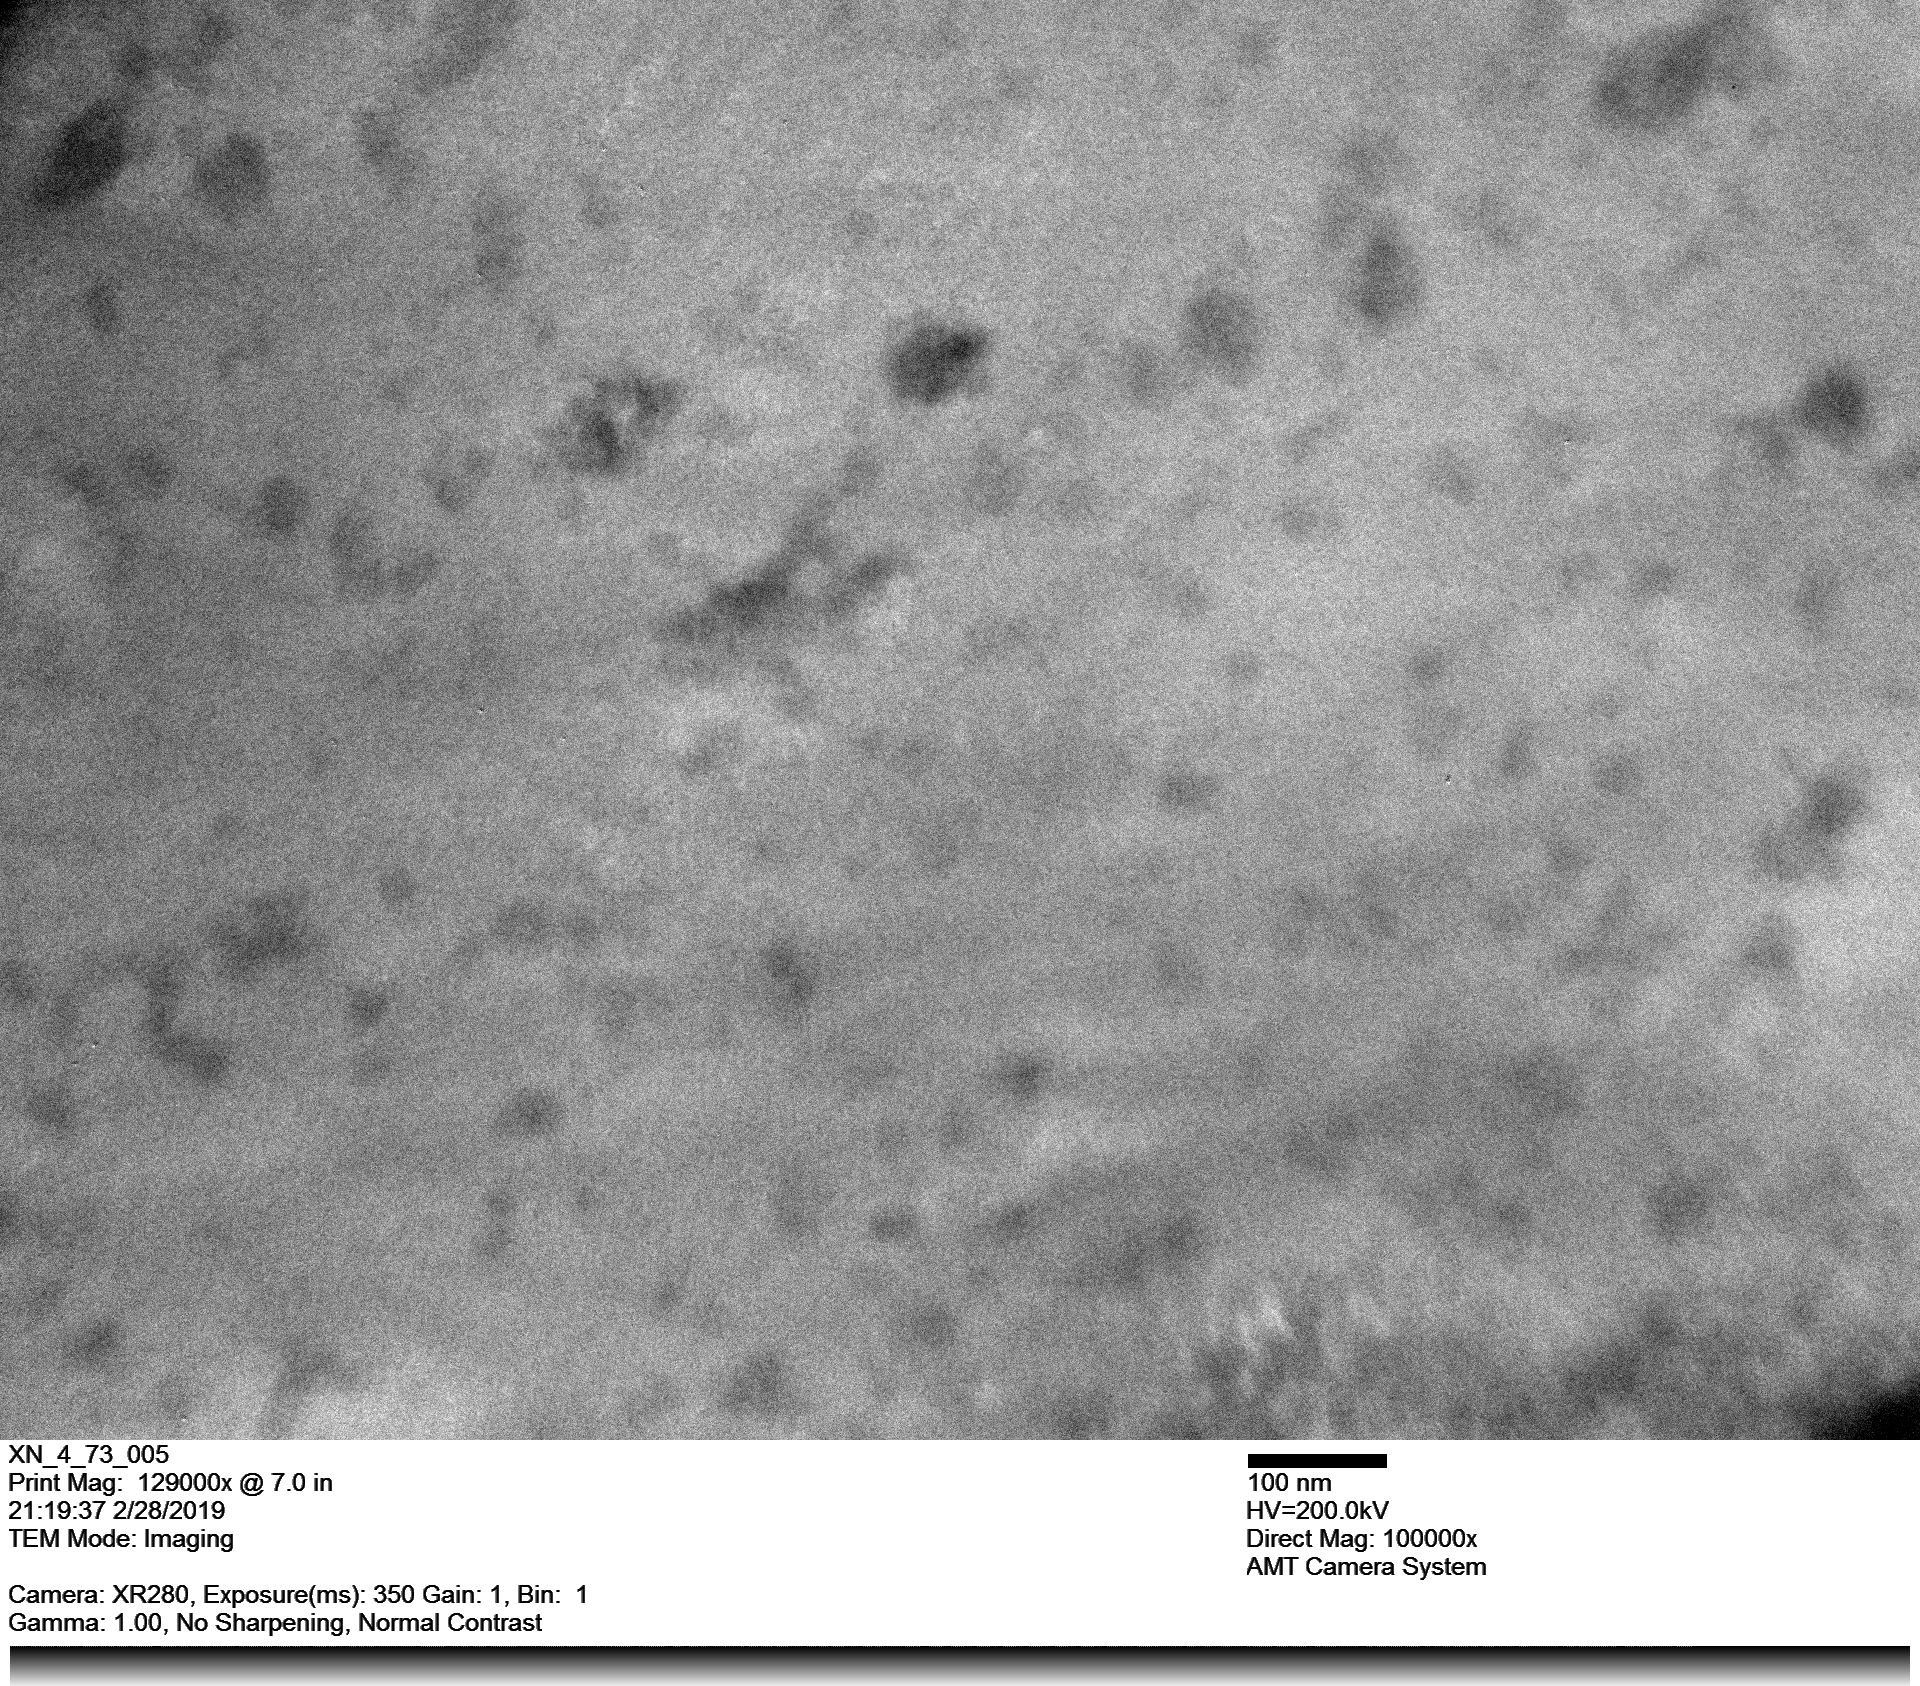 XN_4_73_005
Print Mag:  129000x @ 7.0 in
21:19:37 2/28/2019
TEM Mode: Imaging
Camera: XR280, Exposure(ms): 350 Gain: 1, Bin:  1
Gamma: 1.00, No Sharpening, Normal Contrast
100 nm
HV=200.0kV
Direct Mag: 100000x
AMT Camera System